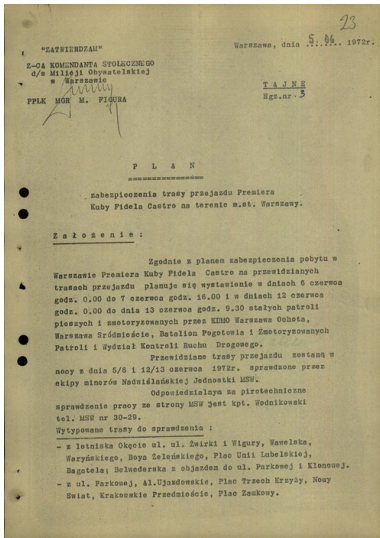 23
"ZATWIERDZAM"
Warszawa, dnia 5.06 1972r.
Z-CA KOMENDANTA STOŁECZNEGO
d/s Milicji Obywatelskiej
w Warszawie
PPŁK MGR M. FIGURA
T A J N E
Egz.nr. 3
P L A N
zabezpieczenia trasy przejazdu Premiera
Kuby Fidela Castro na terenie m.st. Warszawy.
Z a ł o ż e n i e :
Zgodnie z planem zabezpieczenia pobytu w
Warszawie Premiera Kuby Fidela Castro na przewidzianych
trasach przejazdu planuje się wystawienie w dniach 6 czerwca
godz. 0.00 do 7 czerwca godz. 16.00 i w dniach 12 czerwca
godz. 0.00 do dnia 13 czerwca godz. 9.30 stałych patroli
pieszych i zmotoryzowanych przez KDMO Warszawa Ochota,
Warszawa Śródmieście, Batalion Pogotowia i Zmotoryzowanych
Patroli i Wydział Kontroli Ruchu Drogowego.
Przewidziane trasy przejazdu zostaną w
nocy z dnia 5/6 i 12/13 czerwca 1972r. sprawdzone przez
ekipy minerów Nadwiślańskiej Jednostki MSW.
Odpowiedzialnym za pirotechniczne
sprawdzenie pracy ze strony MSW jest kpt. Wodnikowski
tel. MSW nr 30-29.
Wytypowane trasy do sprawdzenia :
- z lotniska Okęcie ul. ul. Żwirki i Wigury, Wawelska,
Waryńskiego, Boya Żeleńskiego, Plac Unii Lubelskiej,
Bagatela; Belwederska z objazdem do ul. Parkowej i Klonowej.
- z ul. Parkowej, Al.Ujazdowskie, Plac Trzech Krzyży, Nowy
Świat, Krakowskie Przedmieście, Plac Zamkowy.